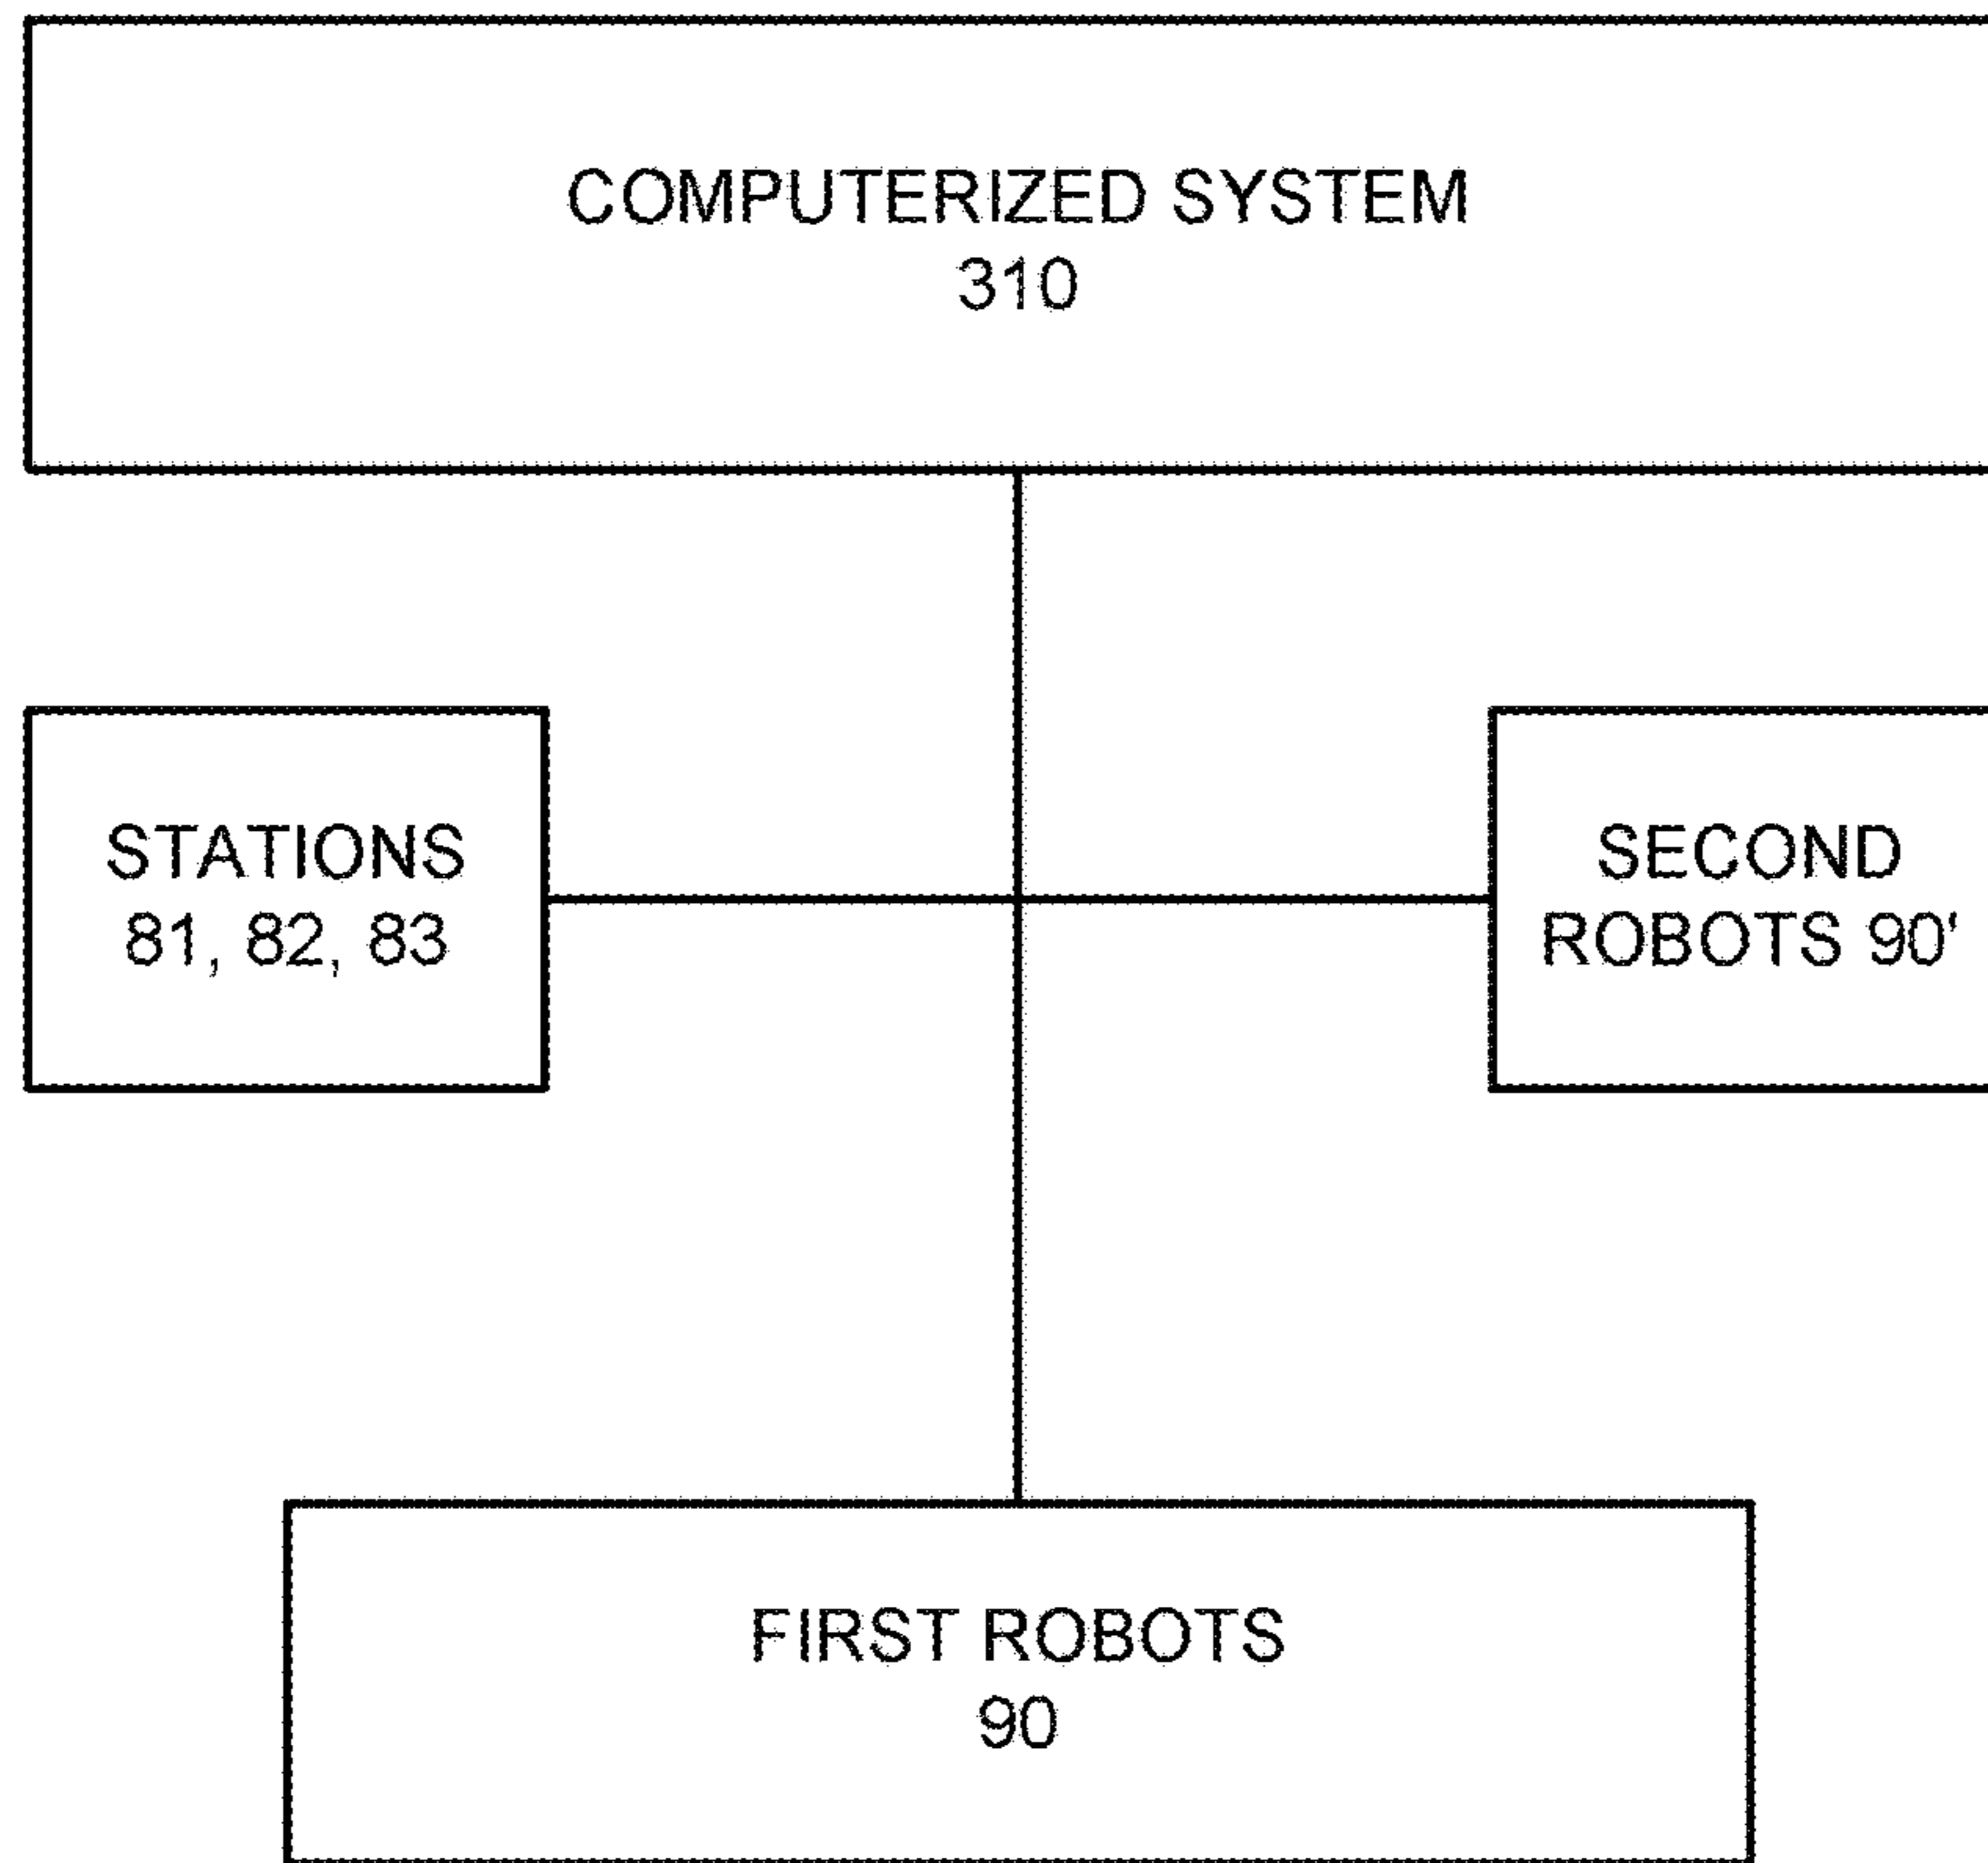 COMPUTERIZED SYSTEM
310
STATIONS
81, 82, 83
SECOND
ROBOTS 90'
FIRST ROBOTS
90